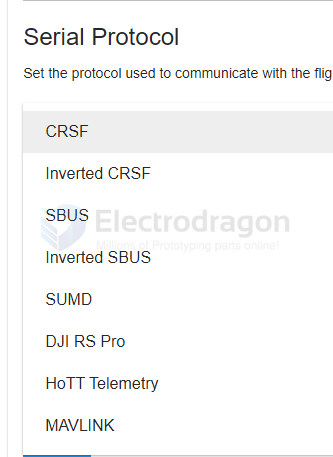 Serial Protocol
Set the protocol used to communicate with the flig
CRSF
Inverted CRSF
SBUS
Electrodragon
Millions of Prototyping parts online!
Inverted SBUS
SUMD
DJI RS Pro
HoTT Telemetry
MAVLINK